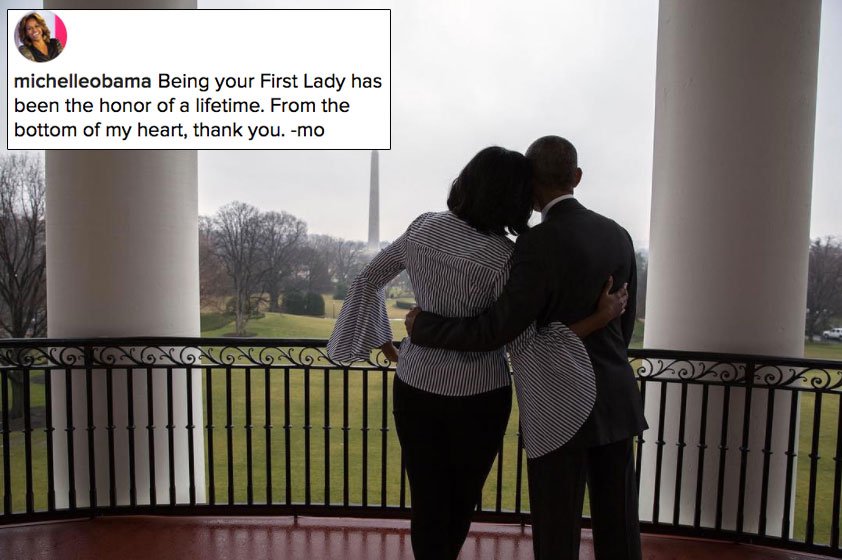 michelleobama Being your First Lady has
been the honor of a lifetime. From the
bottom of my heart, thank you. -mo